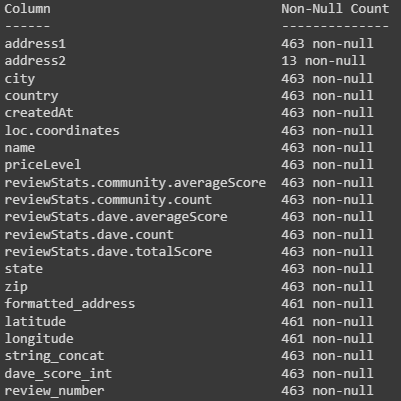 Column Non-Null Count
------ --------------
address1 463 non-null
address2 13 non-null
city 463 non-null
country 463 non-null
createdAt 463 non-null
loc.coordinates 463 non-null
name 463 non-null
priceLevel 463 non-null
reviewStats.community.averageScore 463 non-null
reviewStats.community.count 463 non-null
reviewStats.dave.averageScore 463 non-null
reviewStats.dave.count 463 non-null
reviewStats.dave.totalScore 463 non-null
state 463 non-null
zip 463 non-null
formatted_address 461 non-null
latitude 461 non-null
longitude 461 non-null
string_concat 463 non-null
dave_score_int 463 non-null
review_number 463 non-null